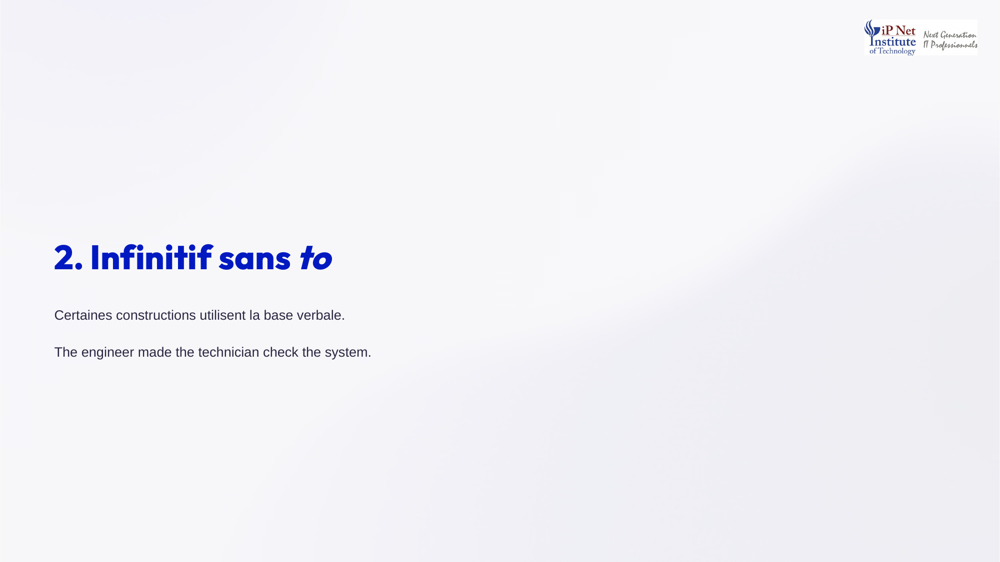 iP Net
Institute
of Technology
Next Generation
IT Professionnels
2. Infinitif sans to
Certaines constructions utilisent la base verbale.
The engineer made the technician check the system.